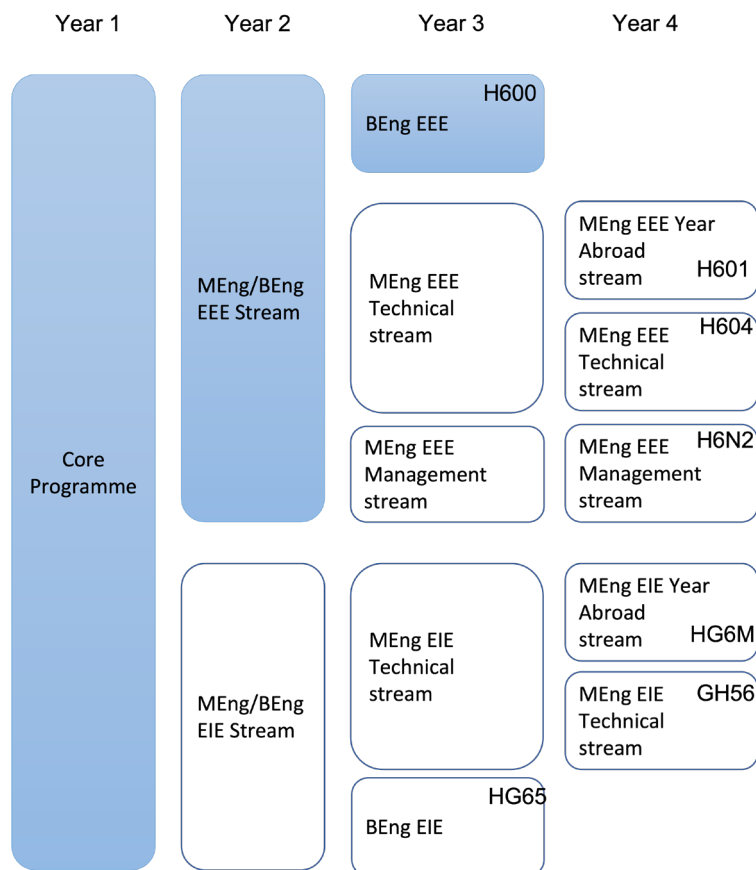 Year 1
Year 2
Year 3
Year 4
H600
BEng EEE
MEng EEE Year
Abroad
stream
H601
MEng/BEng
EEE Stream
MEng EEE
Technical
stream
H604
MEng EEE
Technical
stream
Core
Programme
MEng EEE
Management
stream
H6N2
MEng EEE
Management
stream
MEng EIE Year
Abroad
stream
HG6M
MEng/BEng
EIE Stream
MEng EIE
Technical
stream
GH56
MEng EIE
Technical
stream
HG65
BEng EIE